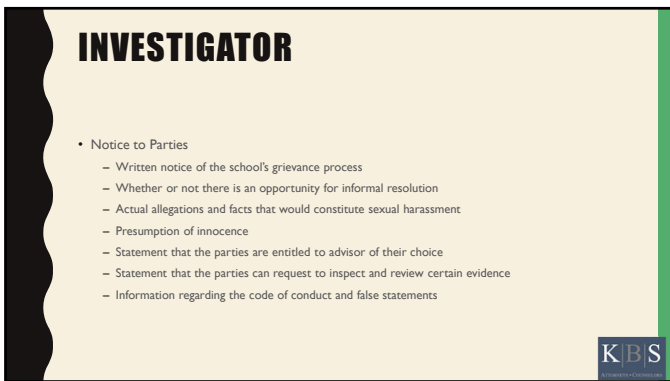 INVESTIGATOR
• Notice to Parties
– Written notice of the school's grievance process
– Whether or not there is an opportunity for informal resolution
– Actual allegations and facts that would constitute sexual harassment
– Presumption of innocence
– Statement that the parties are entitled to advisor of their choice
– Statement that the parties can request to inspect and review certain evidence
– Information regarding the code of conduct and false statements
K|B|S